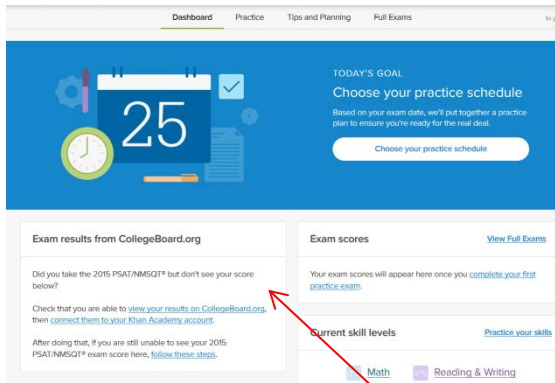 Dashboard Practice Tips and Planning Full Exams
TODAY'S GOAL
Choose your practice schedule
25
Based on your exam date, we'll put together a practice
plan to ensure you're ready for the real deal.
Choose your practice schedule
Exam results from CollegeBoard.org
Did you take the 2015 PSAT/NMSQT® but don't see your score
below?
Check that you are able to view your results on CollegeBoard.org,
then connect them to your Khan Academy account.
After doing that, if you are still unable to see your 2015
PSAT/NMSQT® exam score here, follow these steps.
Exam scores View Full Exams
Your exam scores will appear here once you complete your first
practice exam.
Current skill levels Practice your skills
Math Reading & Writing